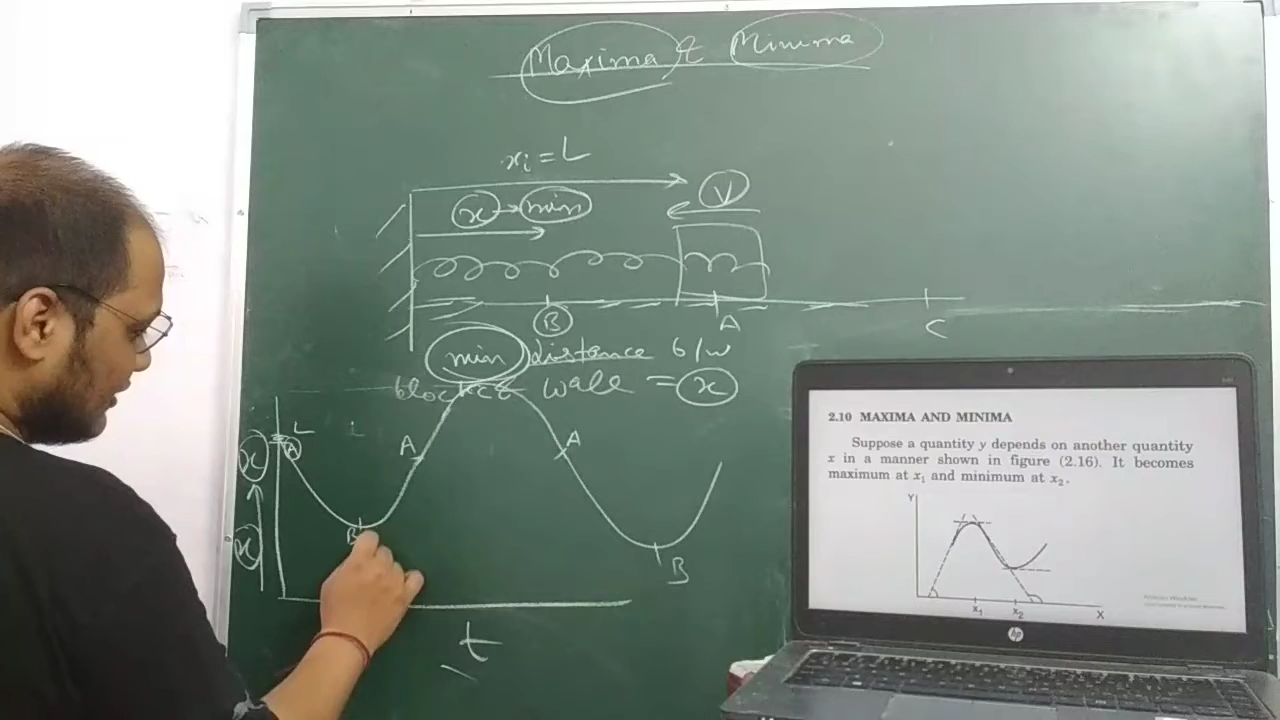 Maxima & Minima
xi = L
x → min
V
B
A
C
min distance b/w
block & wall = x
L
A
A
A
x
x
B
B
t
2.10 MAXIMA AND MINIMA
Suppose a quantity y depends on another quantity
x in a manner shown in figure (2.16). It becomes
maximum at x₁ and minimum at x₂.
Y
x₁
x₂
X
hp